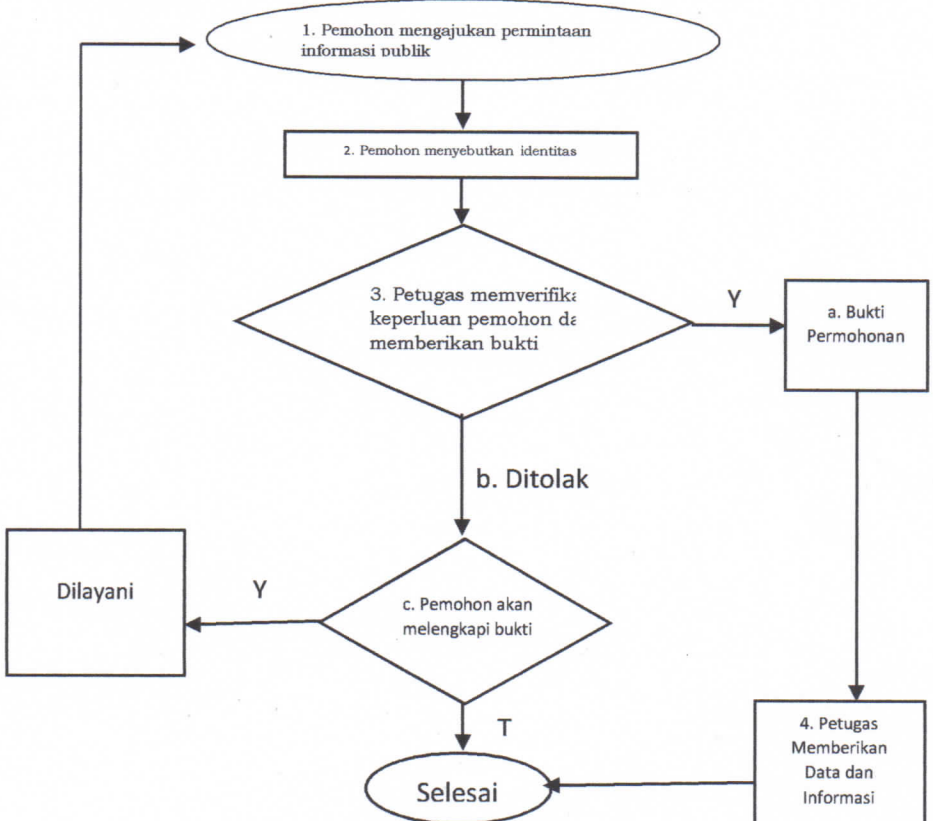 1. Pemohon mengajukan permintaan
informasi publik
2. Pemohon menyebutkan identitas
3. Petugas memverifika
keperluan pemohon da
memberikan bukti
Y
a. Bukti
Permohonan
b. Ditolak
Dilayani
Y
c. Pemohon akan
melengkapi bukti
T
4. Petugas
Memberikan
Data dan
Informasi
Selesai